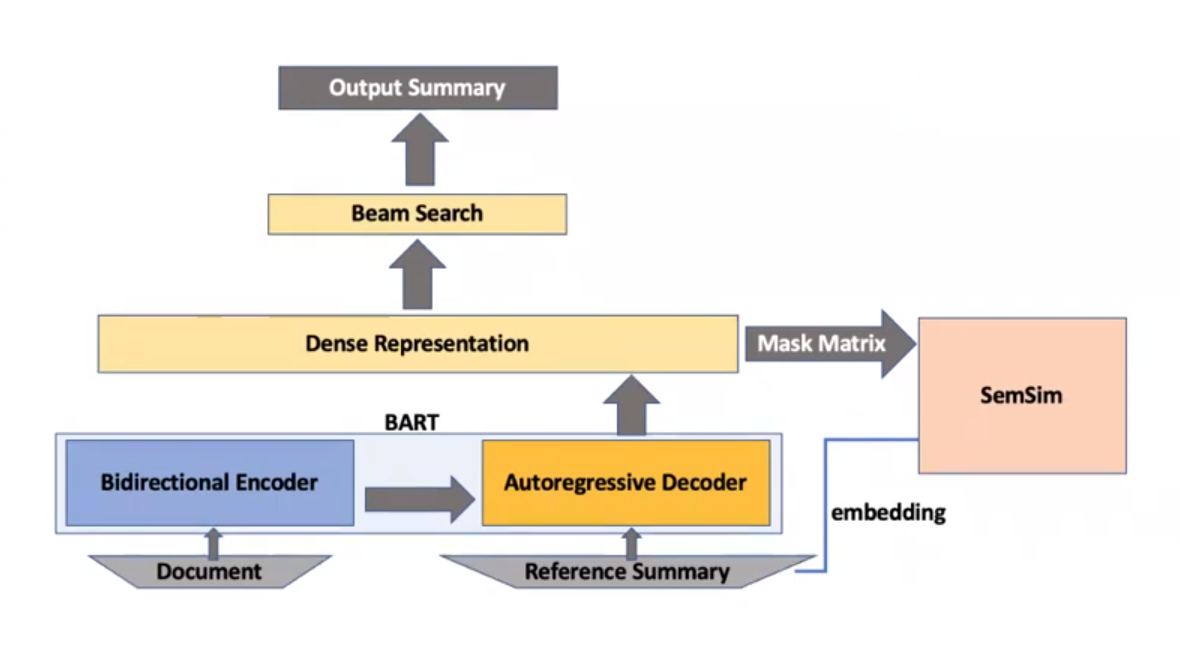 Output Summary
Beam Search
Dense Representation
Mask Matrix
SemSim
BART
Bidirectional Encoder
Autoregressive Decoder
embedding
Document
Reference Summary